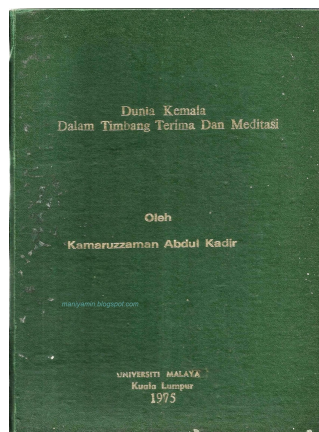 Dunia Kemala
Dalam Timbang Terima Dan Meditasi
Oleh
Kamaruzzaman Abdul Kadir
maniyamin.blogspot.com
UNIVERSITI MALAYA
Kuala Lumpur
1975